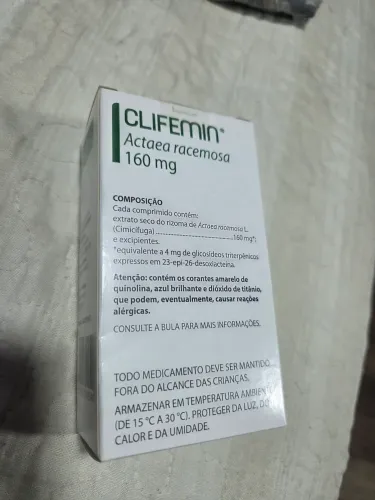 CLIFEMIN®
Actaea racemosa
160 mg
COMPOSIÇÃO
Cada comprimido contém:
extrato seco do rizoma de Actaea racemosa L.
(Cimicifuga) ..............................160 mg*;
e excipientes.
*equivalente a 4 mg de glicosídeos triterpênicos
expressos em 23-epi-26-desoxiacteína.
Atenção: contém os corantes amarelo de
quinolina, azul brilhante e dióxido de titânio,
que podem, eventualmente, causar reações
alérgicas.
CONSULTE A BULA PARA MAIS INFORMAÇÕES.
TODO MEDICAMENTO DEVE SER MANTIDO
FORA DO ALCANCE DAS CRIANÇAS.
ARMAZENAR EM TEMPERATURA AMBIENTE
(DE 15 °C A 30 °C). PROTEGER DA LUZ, DO
CALOR E DA UMIDADE.